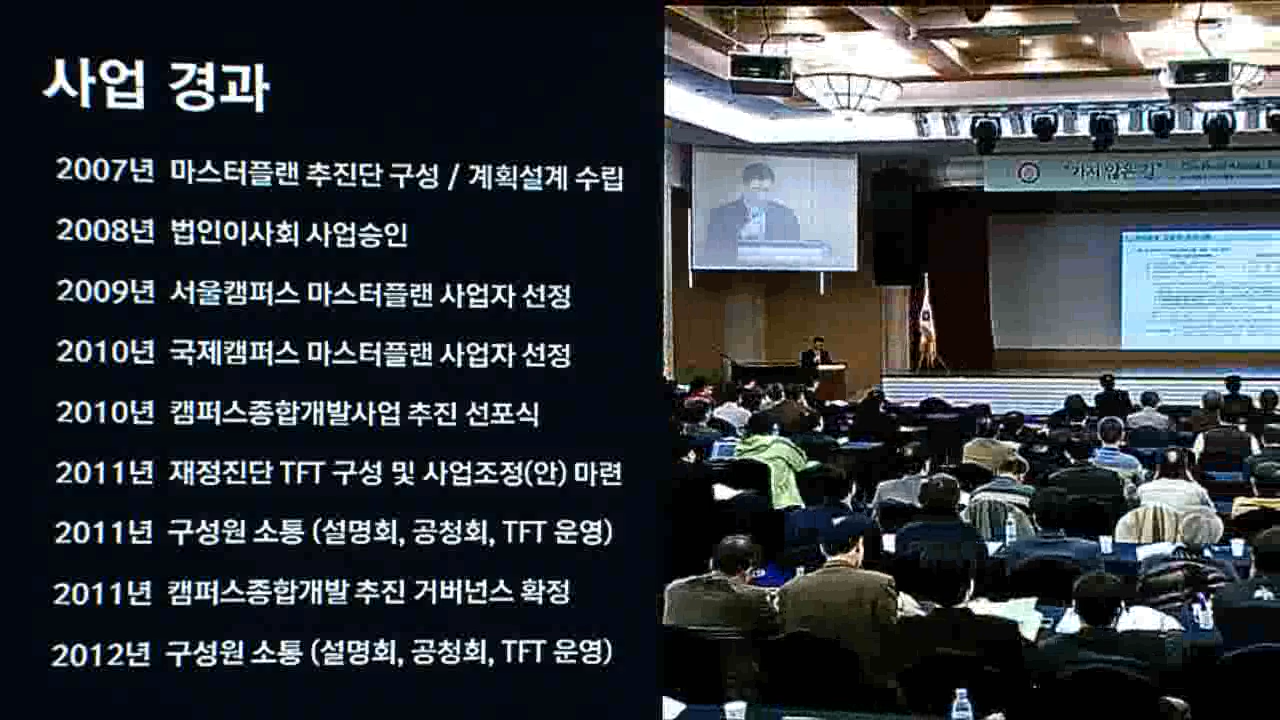 사업 경과
2007년 마스터플랜 추진단 구성 / 계획설계 수립
2008년 법인이사회 사업승인
2009년 서울캠퍼스 마스터플랜 사업자 선정
2010년 국제캠퍼스 마스터플랜 사업자 선정
2010년 캠퍼스종합개발사업 추진 선포식
2011년 재정진단 TFT 구성 및 사업조정(안) 마련
2011년 구성원 소통 (설명회, 공청회, TFT 운영)
2011년 캠퍼스종합개발 추진 거버넌스 확정
2012년 구성원 소통 (설명회, 공청회, TFT 운영)
"가지 않은 길"